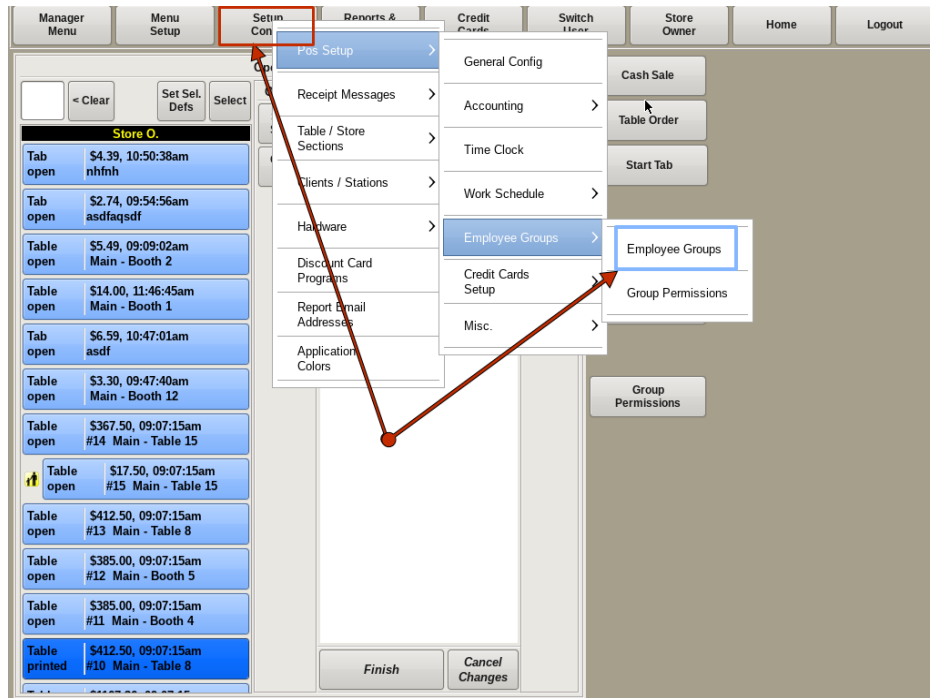 Manager
Menu
Menu
Setup
Setup
Con
Reports &
Credit
Cards
Switch
User
Store
Owner
Home
Logout
Pos Setup
Receipt Messages
Table / Store
Sections
Clients / Stations
Hardware
Discount Card
Programs
Report Email
Addresses
Application
Colors
General Config
Accounting
Time Clock
Work Schedule
Employee Groups
Credit Cards
Setup
Misc.
Employee Groups
Group Permissions
Cash Sale
Table Order
Start Tab
Group
Permissions
< Clear
Set Sel.
Defs
Select
Store O.
Tab $4.39, 10:50:38am
open nhfnh
Tab $2.74, 09:54:56am
open asdfaqsdf
Table $5.49, 09:09:02am
open Main - Booth 2
Table $14.00, 11:46:45am
open Main - Booth 1
Tab $6.59, 10:47:01am
open asdf
Table $3.30, 09:47:40am
open Main - Booth 12
Table $367.50, 09:07:15am
open #14 Main - Table 15
Table $17.50, 09:07:15am
open #15 Main - Table 15
Table $412.50, 09:07:15am
open #13 Main - Table 8
Table $385.00, 09:07:15am
open #12 Main - Booth 5
Table $385.00, 09:07:15am
open #11 Main - Booth 4
Table $412.50, 09:07:15am
printed #10 Main - Table 8
Finish
Cancel
Changes